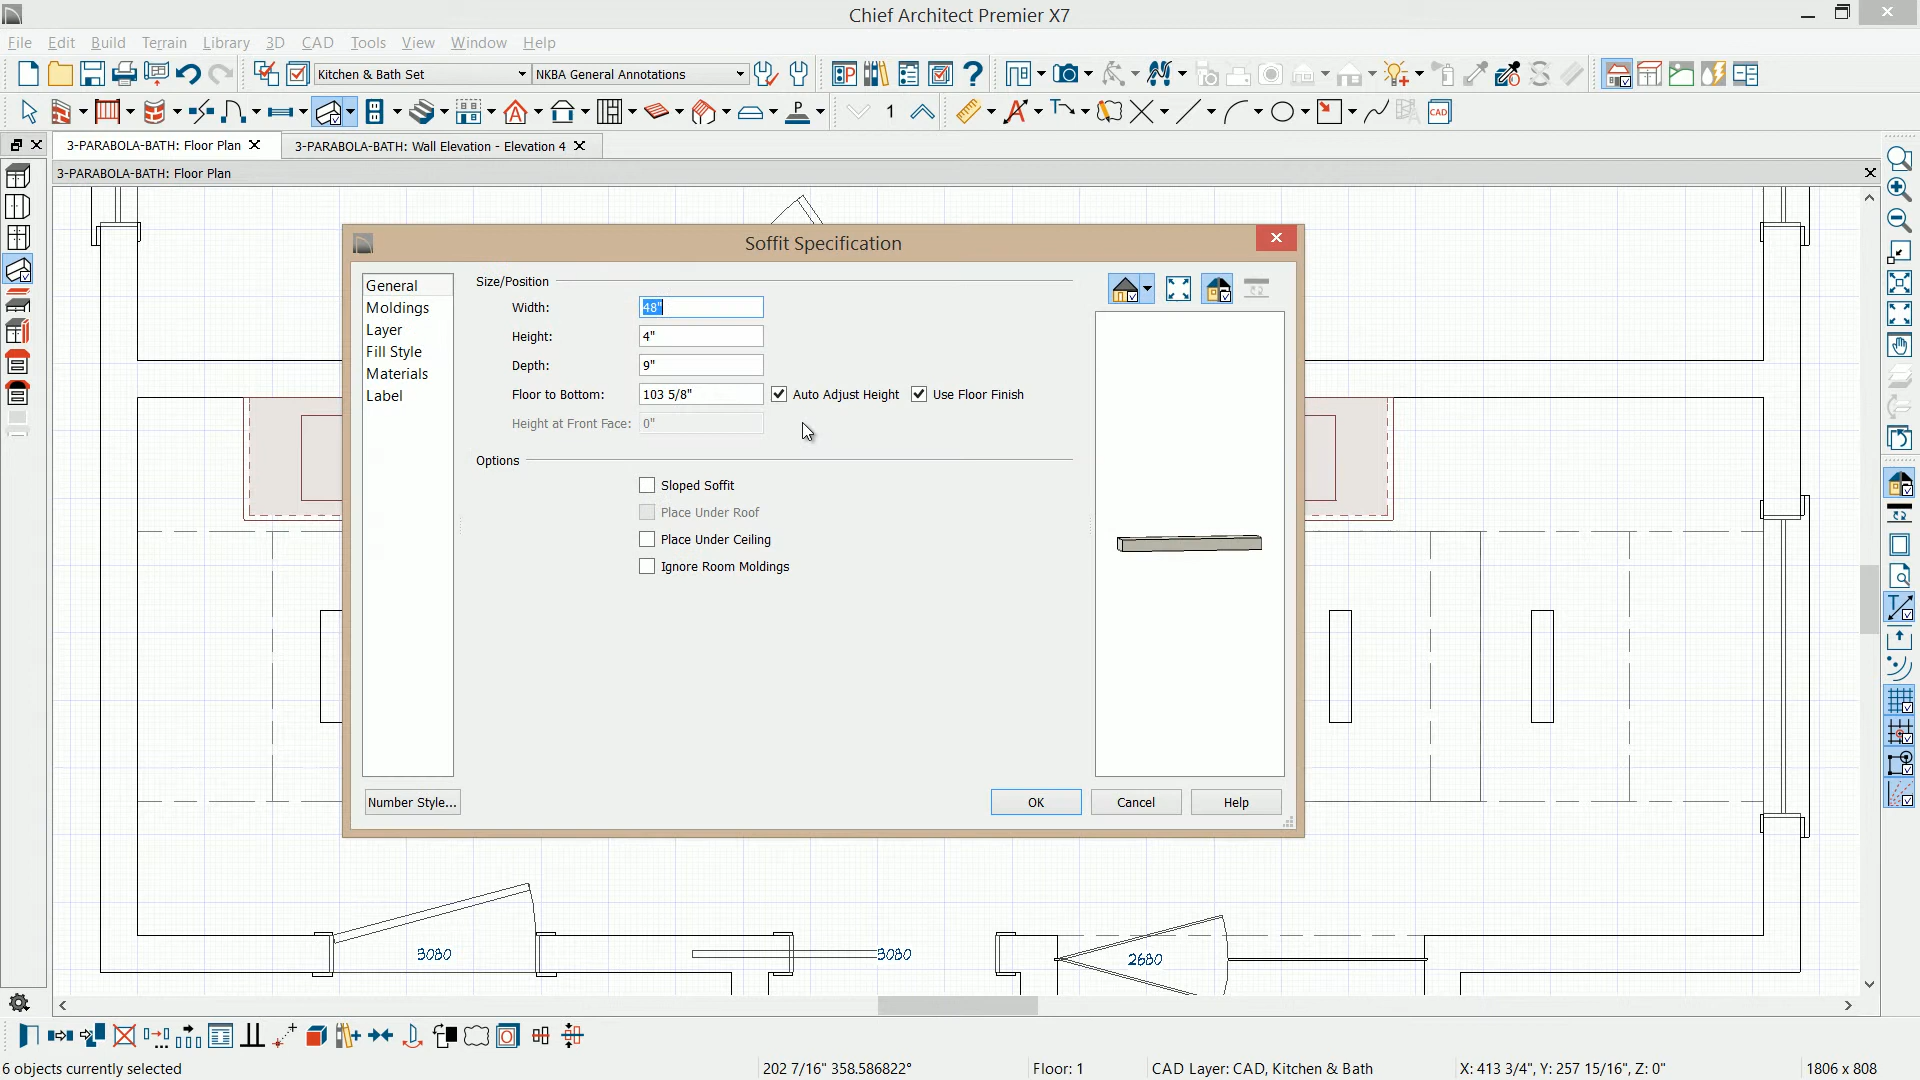 Chief Architect Premier X7
File Edit Build Terrain Library 3D CAD Tools View Window Help
Kitchen & Bath Set NKBA General Annotations
1 CAD
3-PARABOLA-BATH: Floor Plan 3-PARABOLA-BATH: Wall Elevation - Elevation 4
3-PARABOLA-BATH: Floor Plan
Soffit Specification
General
Moldings
Layer
Fill Style
Materials
Label
Size/Position
Width: 48"
Height: 4"
Depth: 9"
Floor to Bottom: 103 5/8" Auto Adjust Height Use Floor Finish
Height at Front Face: 0"
Options
Sloped Soffit
Place Under Roof
Place Under Ceiling
Ignore Room Moldings
Number Style... OK Cancel Help
3080 3080 2680
6 objects currently selected 202 7/16" 358.586822° Floor: 1 CAD Layer: CAD, Kitchen & Bath X: 413 3/4", Y: 257 15/16", Z: 0" 1806 x 808